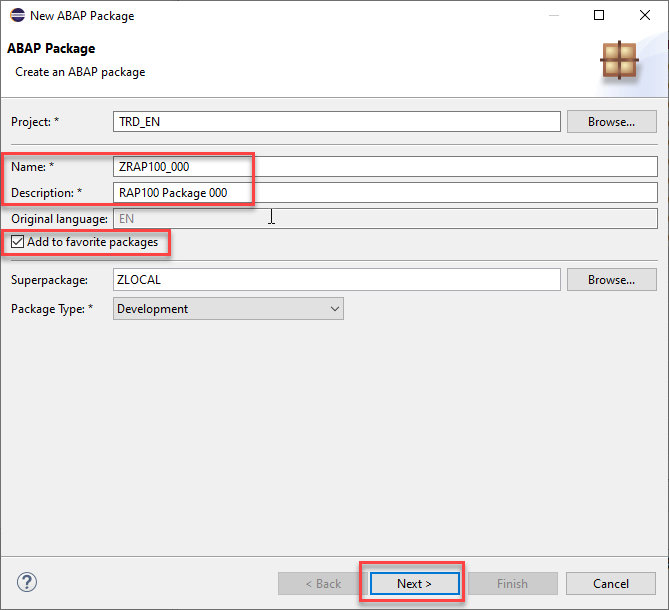 New ABAP Package
ABAP Package
Create an ABAP package
Project: * TRD_EN Browse...
Name: * ZRAP100_000
Description: * RAP100 Package 000
Original language: EN
Add to favorite packages
Superpackage: ZLOCAL Browse...
Package Type: * Development
? < Back Next > Finish Cancel